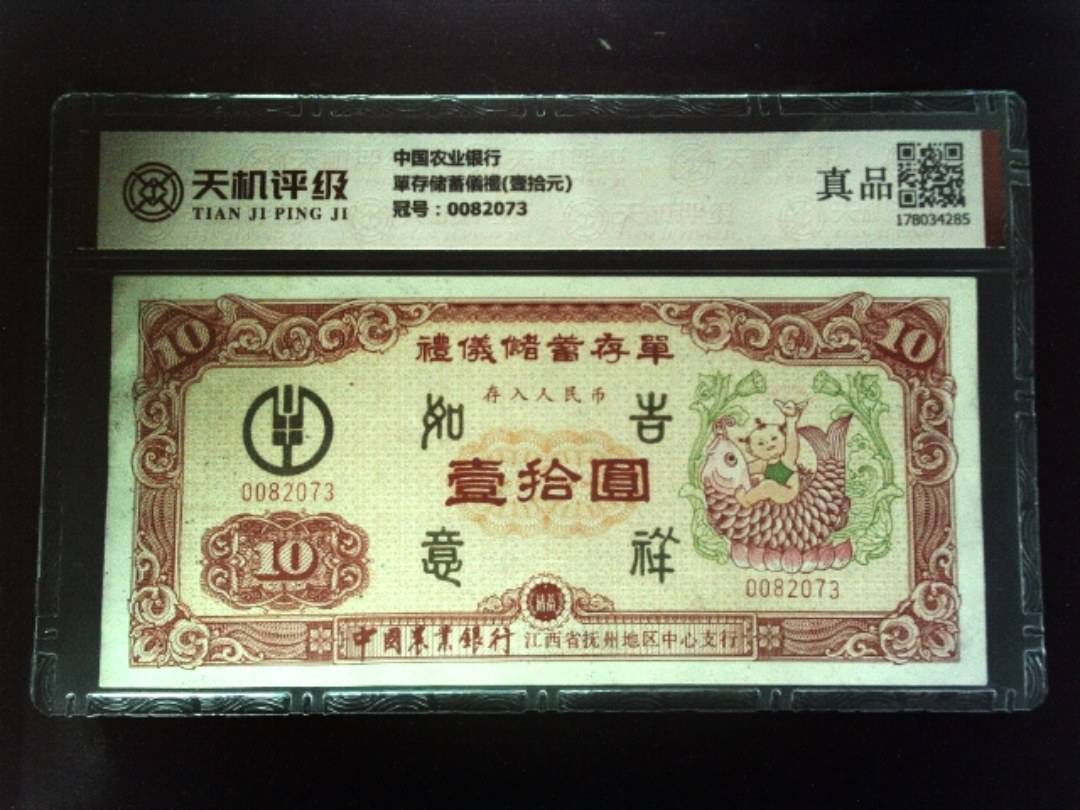 天机评级
TIAN JI PING JI
中国农业银行
單存储蓄儀禮(壹拾元)
冠号：0082073
真品
178034285
10
10
禮儀儲蓄存單
存入人民币
如
吉
壹拾圓
0082073
意
祥
10
0082073
中國農業銀行 江西省抚州地区中心支行